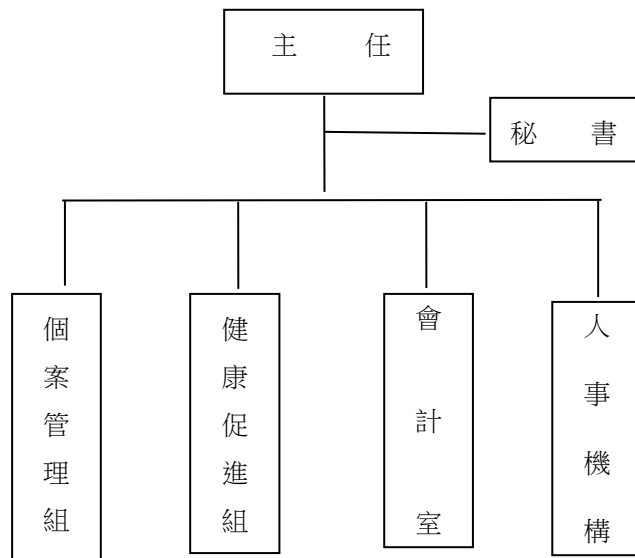 主 任
秘 書
個案管理組
健康促進組
會計室
人事機構